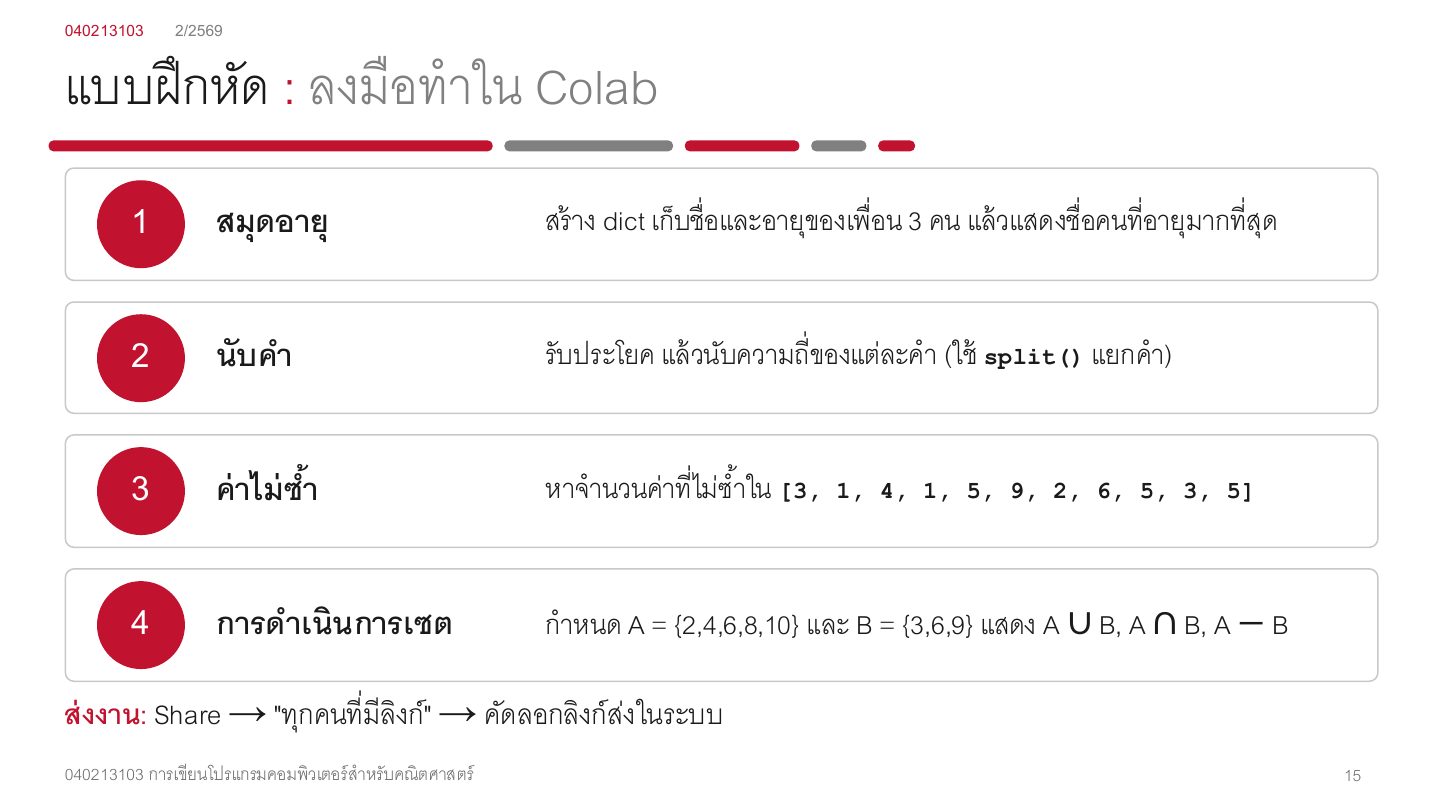 040213103 2/2569
แบบฝึกหัด : ลงมือทำใน Colab
1 สมุดอายุ สร้าง dict เก็บชื่อและอายุของเพื่อน 3 คน แล้วแสดงชื่อคนที่อายุมากที่สุด
2 นับคำ รับประโยค แล้วนับความถี่ของแต่ละคำ (ใช้ split() แยกคำ)
3 ค่าไม่ซ้ำ หาจำนวนค่าที่ไม่ซ้ำใน [3, 1, 4, 1, 5, 9, 2, 6, 5, 3, 5]
4 การดำเนินการเซต กำหนด A = {2,4,6,8,10} และ B = {3,6,9} แสดง A ∪ B, A ∩ B, A − B
ส่งงาน: Share → "ทุกคนที่มีลิงก์" → คัดลอกลิงก์ส่งในระบบ
040213103 การเขียนโปรแกรมคอมพิวเตอร์สำหรับคณิตศาสตร์ 15